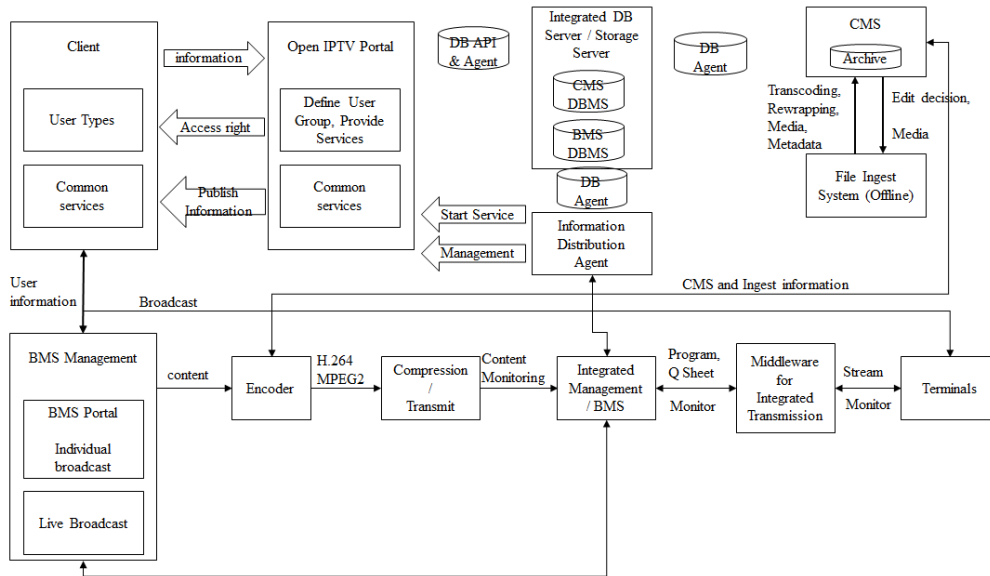 Client
information
User Types
Access right
Common
services
Publish
Information
Open IPTV Portal
Define User
Group, Provide
Services
Common
services
DB API
& Agent
Integrated DB
Server / Storage
Server
CMS
DBMS
BMS
DBMS
DB
Agent
DB
Agent
Start Service
Management
Information
Distribution
Agent
CMS
Archive
Transcoding,
Rewrapping,
Media,
Metadata
Edit decision,
Media
File Ingest
System (Offline)
User
information
Broadcast
CMS and Ingest information
BMS Management
BMS Portal
Individual
broadcast
Live Broadcast
content
Encoder
H.264
MPEG2
Compression
/
Transmit
Content
Monitoring
Integrated
Management
/ BMS
Program,
Q Sheet
Monitor
Middleware
for
Integrated
Transmission
Stream
Monitor
Terminals